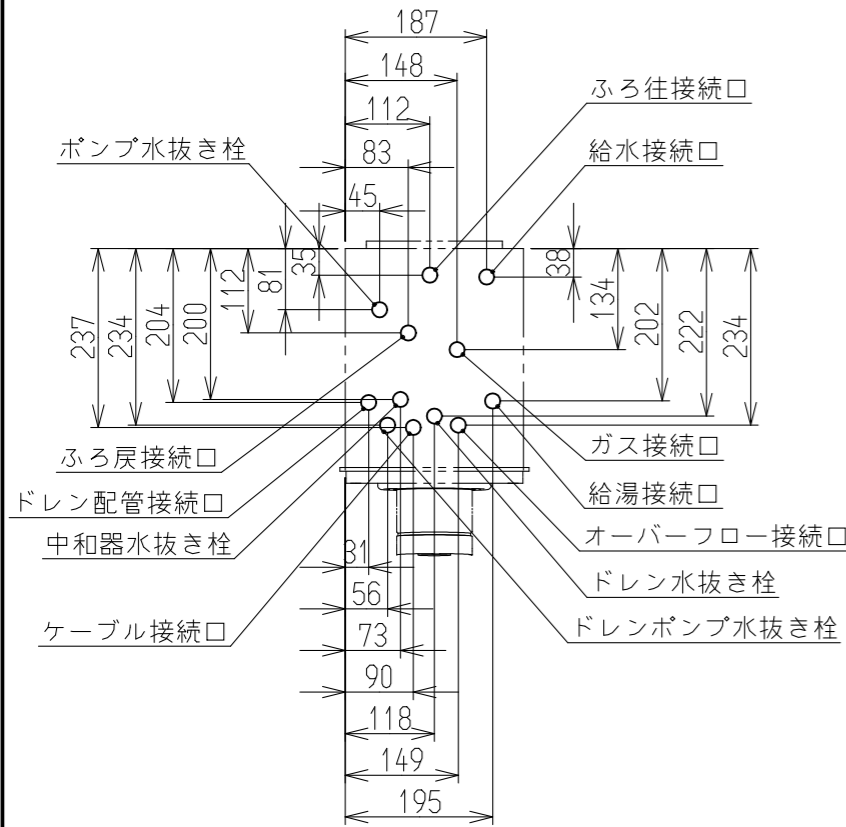 187
148
112
83
45
ポンプ水抜き栓
ふろ往接続口
給水接続口
237
234
204
200
112
81
35
38
134
202
222
234
ふろ戻接続口
ドレン配管接続口
中和器水抜き栓
ケーブル接続口
ガス接続口
給湯接続口
オーバーフロー接続口
ドレン水抜き栓
ドレンポンプ水抜き栓
31
56
73
90
118
149
195